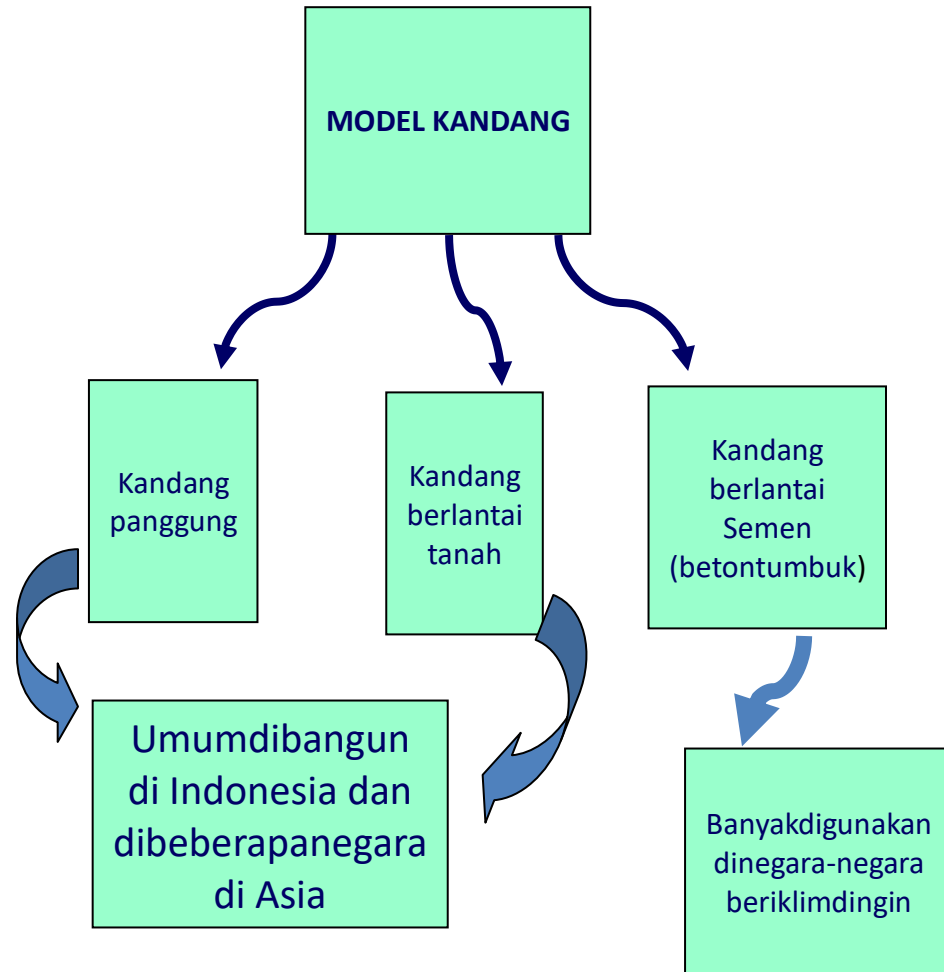 MODEL KANDANG
Kandang
panggung
Kandang
berlantai
tanah
Kandang
berlantai
Semen
(betontumbuk)
Umumdibangun
di Indonesia dan
dibeberapanegara
di Asia
Banyakdigunakan
dinegara-negara
beriklimdingin